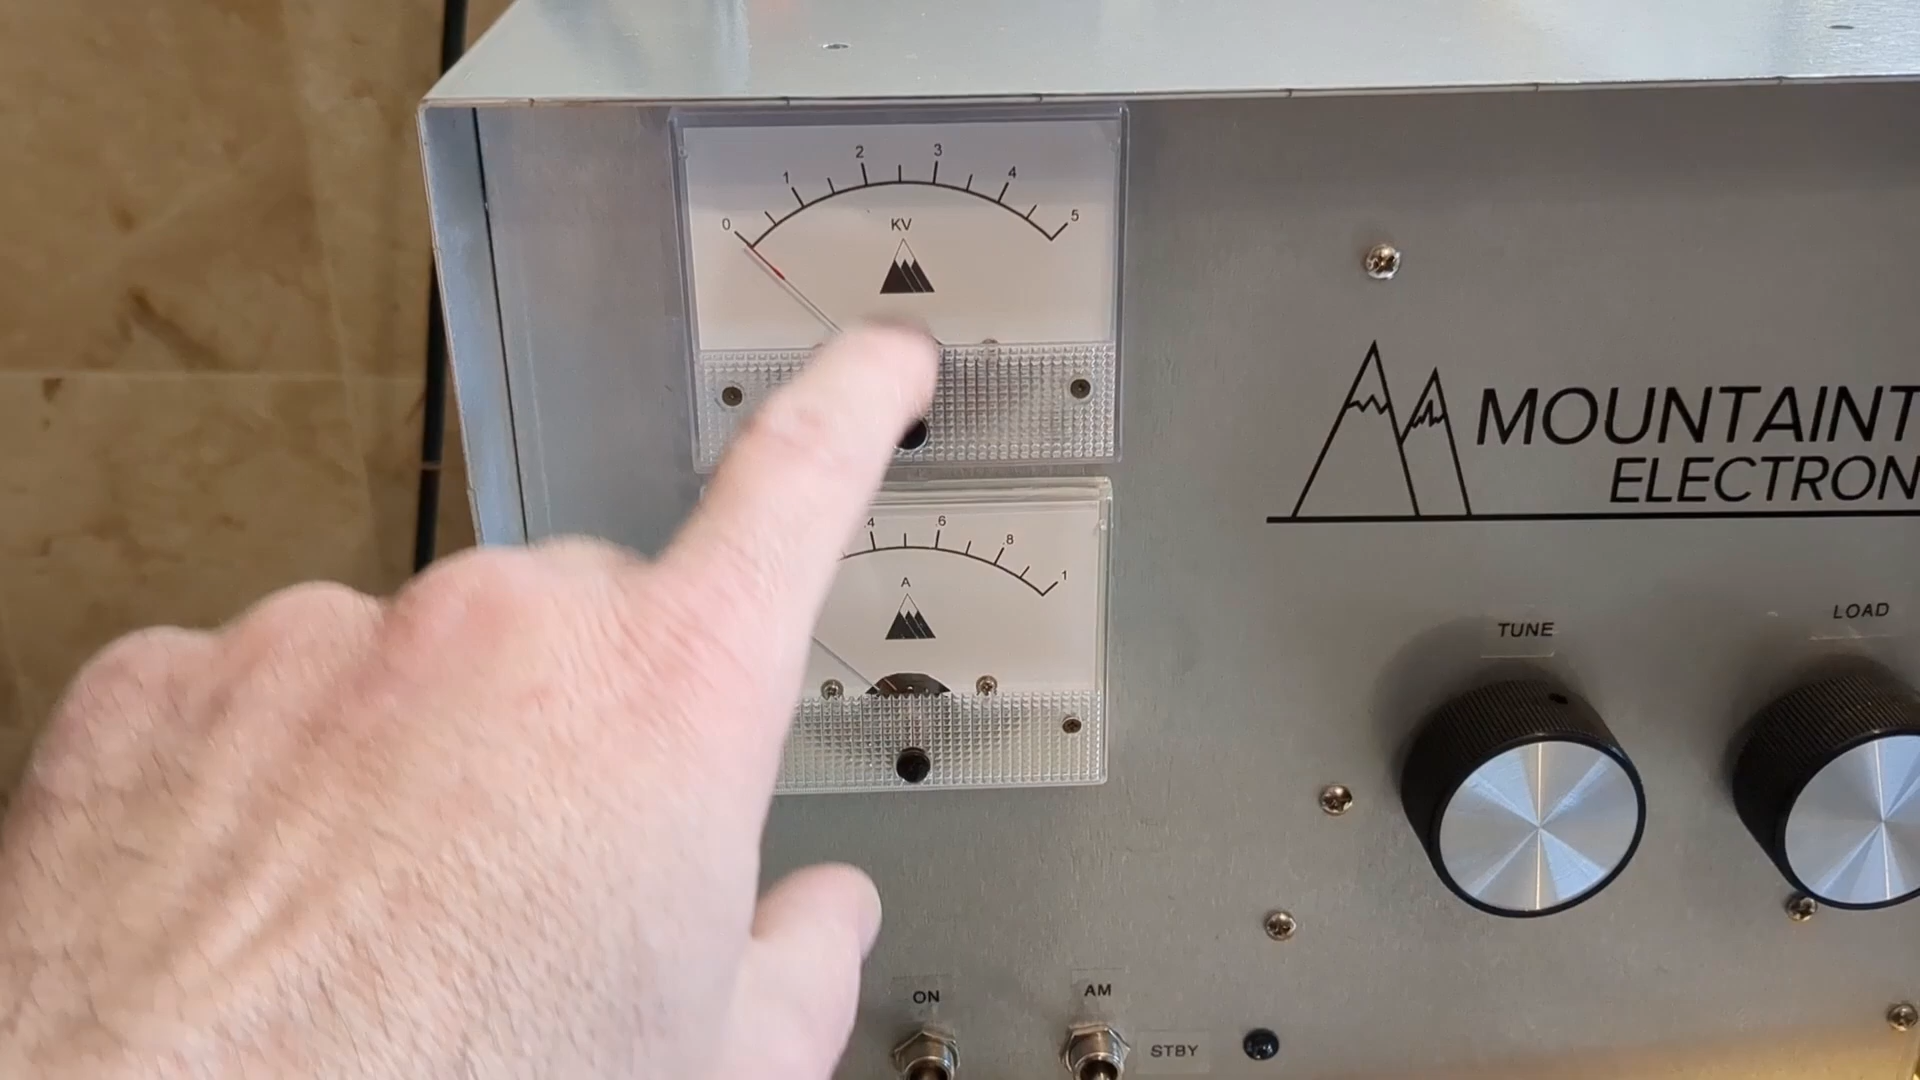 0 1 2 3 4 5
KV
.4 .6 .8 1
A
MOUNTAINT
ELECTRON
TUNE
LOAD
ON
AM
STBY